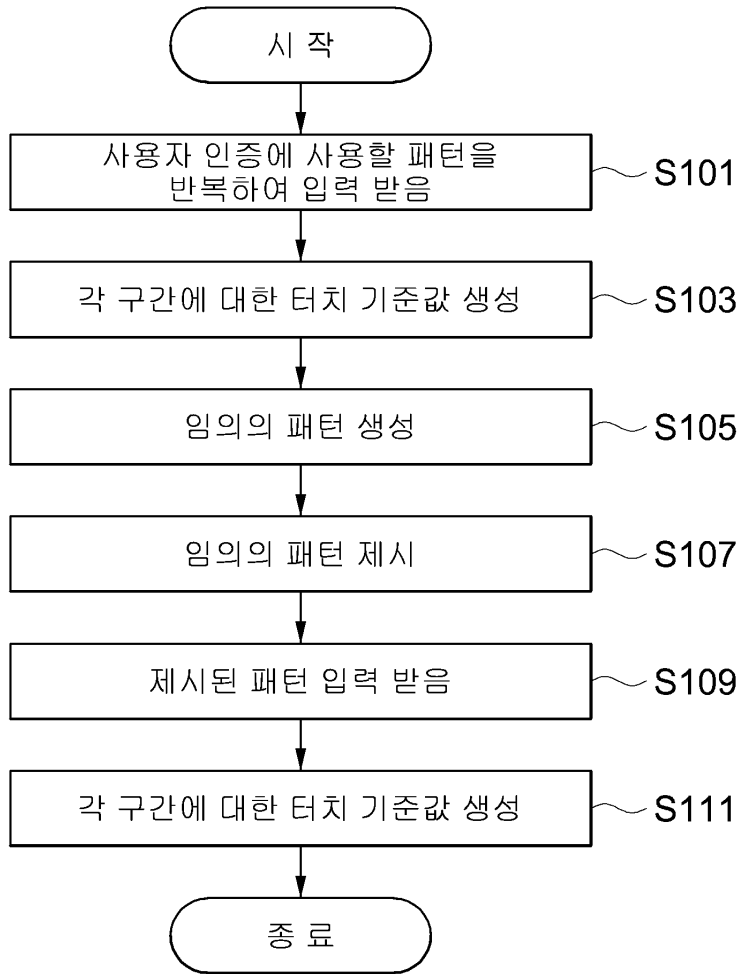 시 작
사용자 인증에 사용할 패턴을
반복하여 입력 받음
S101
각 구간에 대한 터치 기준값 생성
S103
임의의 패턴 생성
S105
임의의 패턴 제시
S107
제시된 패턴 입력 받음
S109
각 구간에 대한 터치 기준값 생성
S111
종 료